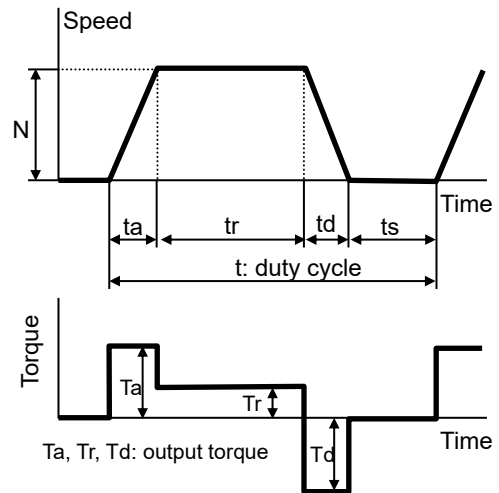 Speed
N
Time
ta
tr
td
ts
t: duty cycle
Torque
Ta
Tr
Td
Time
Ta, Tr, Td: output torque